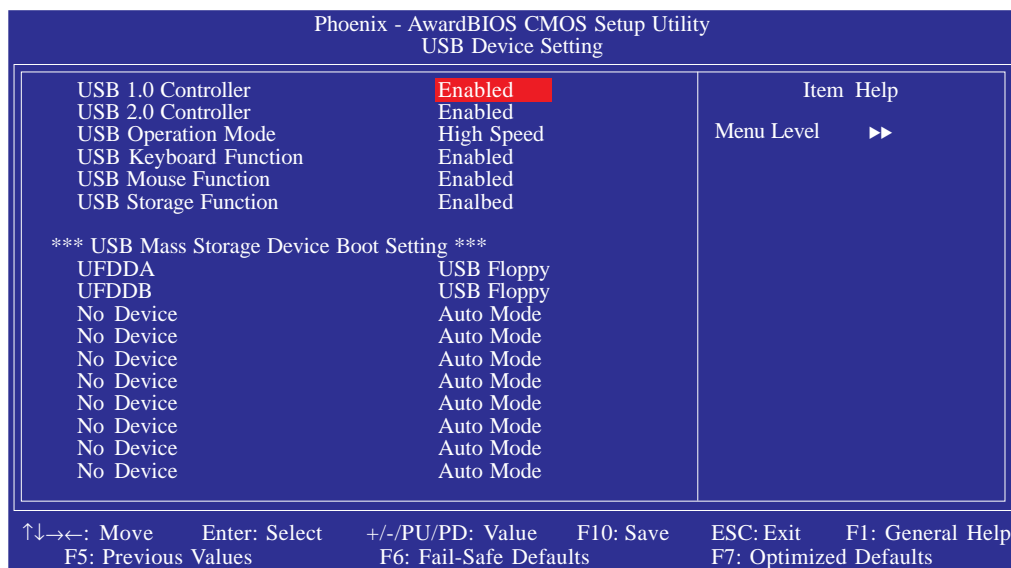 Phoenix - AwardBIOS CMOS Setup Utility
USB Device Setting
USB 1.0 Controller Enabled
USB 2.0 Controller Enabled
USB Operation Mode High Speed
USB Keyboard Function Enabled
USB Mouse Function Enabled
USB Storage Function Enalbed
*** USB Mass Storage Device Boot Setting ***
UFDDA USB Floppy
UFDDB USB Floppy
No Device Auto Mode
No Device Auto Mode
No Device Auto Mode
No Device Auto Mode
No Device Auto Mode
No Device Auto Mode
No Device Auto Mode
No Device Auto Mode
Item Help
Menu Level ▸▸
↑↓→←: Move Enter: Select +/-/PU/PD: Value F10: Save ESC: Exit F1: General Help
F5: Previous Values F6: Fail-Safe Defaults F7: Optimized Defaults